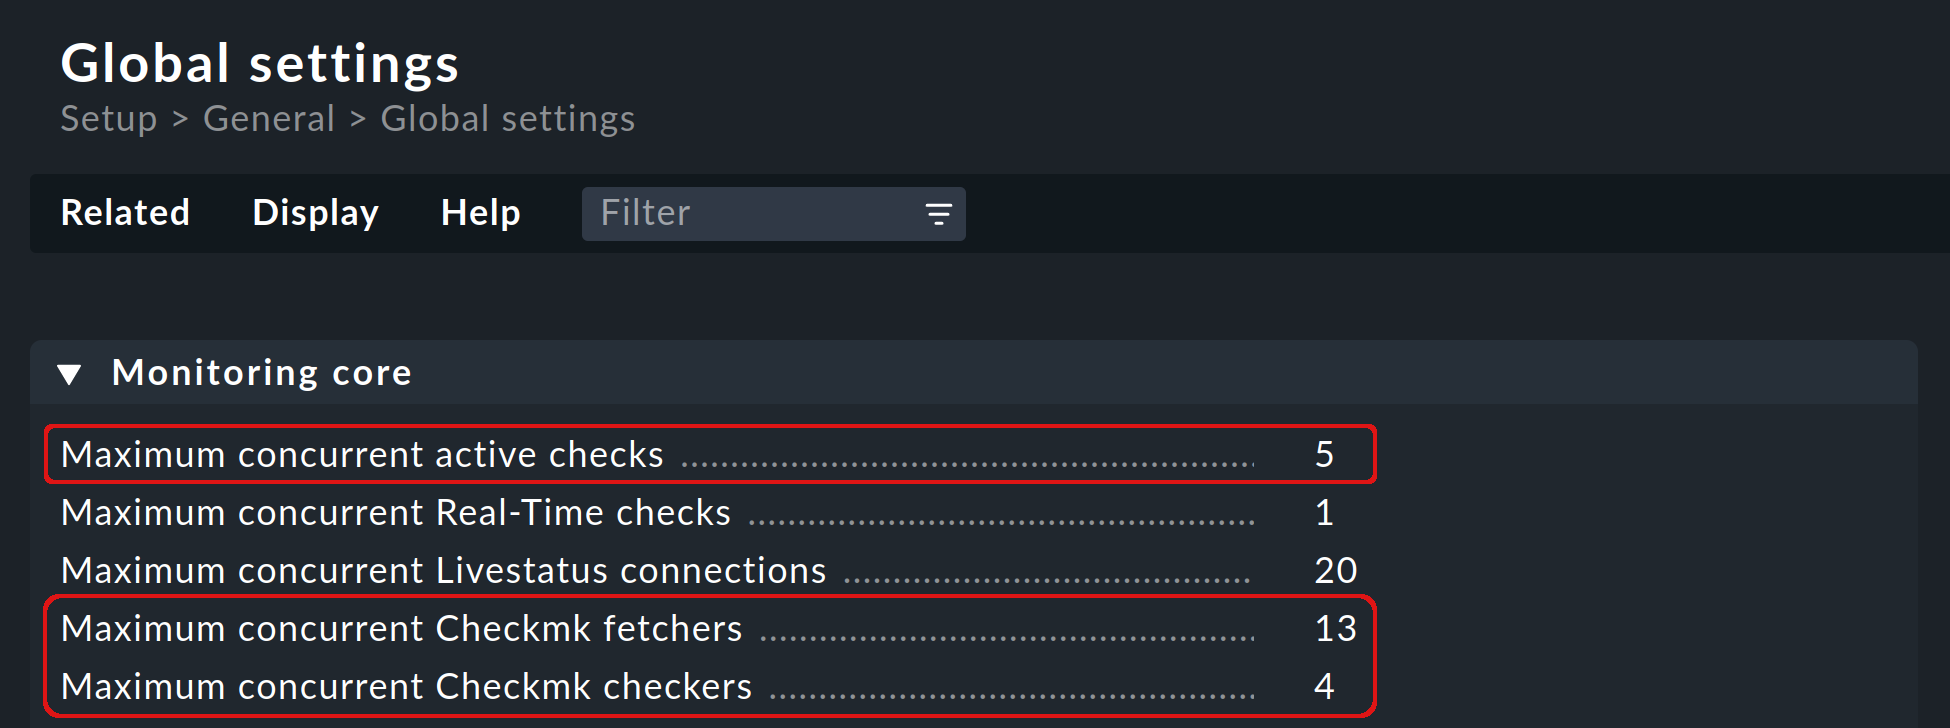 Global settings
Setup > General > Global settings
Related Display Help Filter
Monitoring core
Maximum concurrent active checks 5
Maximum concurrent Real-Time checks 1
Maximum concurrent Livestatus connections 20
Maximum concurrent Checkmk fetchers 13
Maximum concurrent Checkmk checkers 4